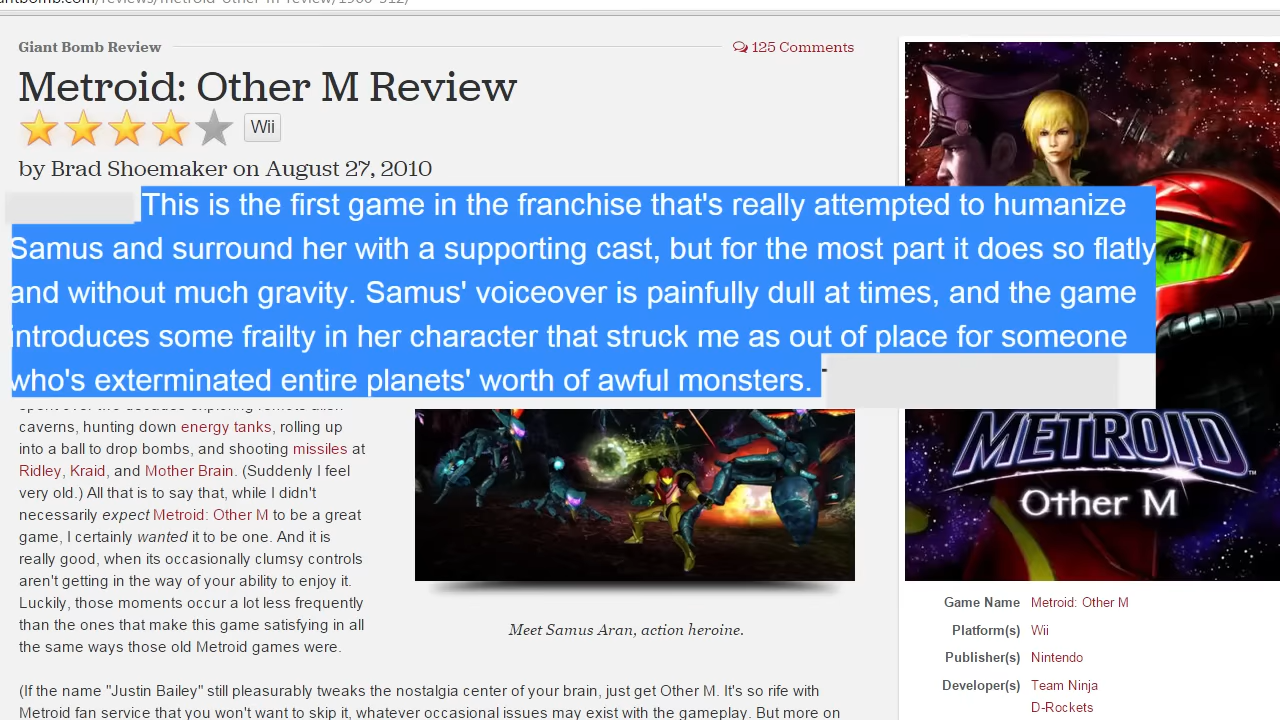 Giant Bomb Review
125 Comments
Metroid: Other M Review
Wii
by Brad Shoemaker on August 27, 2010
This is the first game in the franchise that's really attempted to humanize
Samus and surround her with a supporting cast, but for the most part it does so flatly
and without much gravity. Samus' voiceover is painfully dull at times, and the game
introduces some frailty in her character that struck me as out of place for someone
who's exterminated entire planets' worth of awful monsters.
caverns, hunting down energy tanks, rolling up
into a ball to drop bombs, and shooting missiles at
Ridley, Kraid, and Mother Brain. (Suddenly I feel
very old.) All that is to say that, while I didn't
necessarily expect Metroid: Other M to be a great
game, I certainly wanted it to be one. And it is
really good, when its occasionally clumsy controls
aren't getting in the way of your ability to enjoy it.
Luckily, those moments occur a lot less frequently
than the ones that make this game satisfying in all
the same ways those old Metroid games were.
Meet Samus Aran, action heroine.
(If the name "Justin Bailey" still pleasurably tweaks the nostalgia center of your brain, just get Other M. It's so rife with
Metroid fan service that you won't want to skip it, whatever occasional issues may exist with the gameplay. But more on
METROID
Other M
Game Name Metroid: Other M
Platform(s) Wii
Publisher(s) Nintendo
Developer(s) Team Ninja
D-Rockets